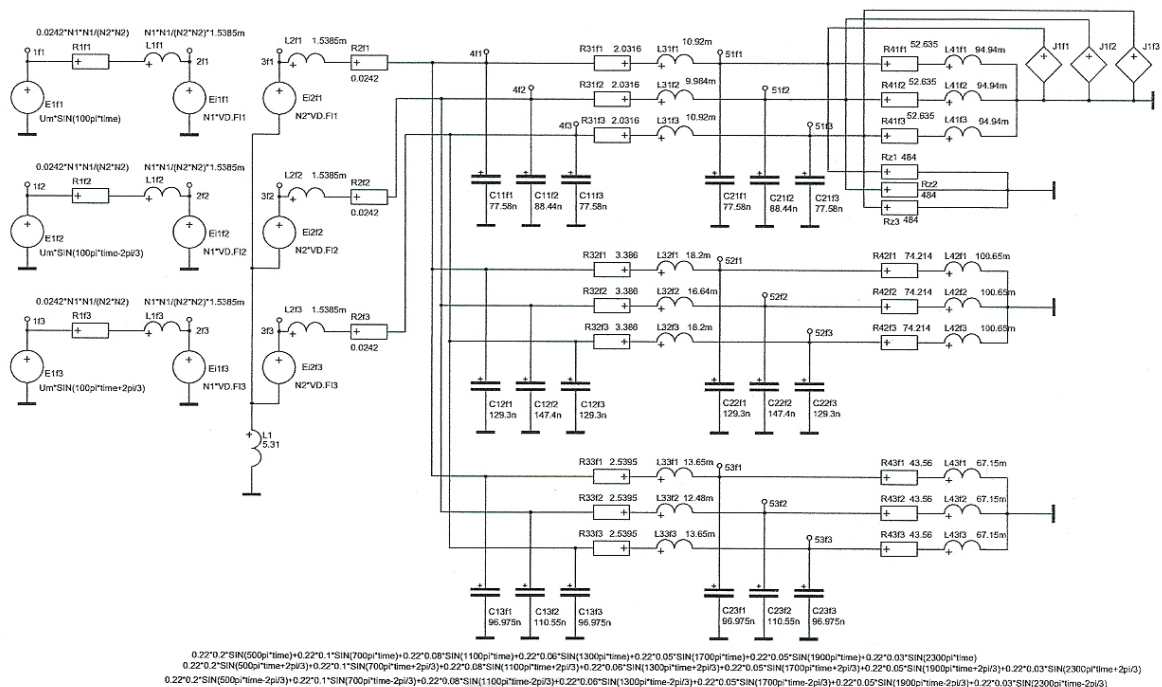 0.0242*N1*N1/(N2*N2)
N1*N1/(N2*N2)*1.5385m
R1f1
L1f1
1f1
2f1
E1f1
Um*SIN(100pi*time)
Ei1f1
N1*VD.FI1
L2f1
1.5385m
3f1
R2f1
0.0242
Ei2f1
N2*VD.FI1
0.0242*N1*N1/(N2*N2)
N1*N1/(N2*N2)*1.5385m
R1f2
L1f2
1f2
2f2
E1f2
Um*SIN(100pi*time-2pi/3)
Ei1f2
N1*VD.FI2
L2f2
1.5385m
3f2
R2f2
0.0242
Ei2f2
N2*VD.FI2
0.0242*N1*N1/(N2*N2)
N1*N1/(N2*N2)*1.5385m
R1f3
L1f3
1f3
2f3
E1f3
Um*SIN(100pi*time+2pi/3)
Ei1f3
N1*VD.FI3
L2f3
1.5385m
3f3
R2f3
0.0242
Ei2f3
N2*VD.FI3
L1
5.31
4f1
4f2
4f3
R31f1
2.0316
L31f1
10.92m
51f1
R31f2
2.0316
L31f2
9.984m
51f2
R31f3
2.0316
L31f3
10.92m
51f3
C11f1
77.58n
C11f2
88.44n
C11f3
77.58n
C21f1
77.58n
C21f2
88.44n
C21f3
77.58n
R41f1
52.635
L41f1
94.94m
R41f2
52.635
L41f2
94.94m
R41f3
52.635
L41f3
94.94m
J1f1
J1f2
J1f3
Rz1 484
Rz2
484
Rz3 484
R32f1
3.386
L32f1
18.2m
52f1
R32f2
3.386
L32f2
16.64m
52f2
R32f3
3.386
L32f3
18.2m
52f3
C12f1
129.3n
C12f2
147.4n
C12f3
129.3n
C22f1
129.3n
C22f2
147.4n
C22f3
129.3n
R42f1
74.214
L42f1
100.65m
R42f2
74.214
L42f2
100.65m
R42f3
74.214
L42f3
100.65m
R33f1
2.5395
L33f1
13.65m
53f1
R33f2
2.5395
L33f2
12.48m
53f2
R33f3
2.5395
L33f3
13.65m
53f3
C13f1
96.975n
C13f2
110.55n
C13f3
96.975n
C23f1
96.975n
C23f2
110.55n
C23f3
96.975n
R43f1
43.56
L43f1
67.15m
R43f2
43.56
L43f2
67.15m
R43f3
43.56
L43f3
67.15m
0.22*0.2*SIN(500pi*time)+0.22*0.1*SIN(700pi*time)+0.22*0.08*SIN(1100pi*time)+0.22*0.06*SIN(1300pi*time)+0.22*0.05*SIN(1700pi*time)+0.22*0.05*SIN(1900pi*time)+0.22*0.03*SIN(2300pi*time)
0.22*0.2*SIN(500pi*time+2pi/3)+0.22*0.1*SIN(700pi*time+2pi/3)+0.22*0.08*SIN(1100pi*time+2pi/3)+0.22*0.06*SIN(1300pi*time+2pi/3)+0.22*0.05*SIN(1700pi*time+2pi/3)+0.22*0.05*SIN(1900pi*time+2pi/3)+0.22*0.03*SIN(2300pi*time+2pi/3)
0.22*0.2*SIN(500pi*time-2pi/3)+0.22*0.1*SIN(700pi*time-2pi/3)+0.22*0.08*SIN(1100pi*time-2pi/3)+0.22*0.06*SIN(1300pi*time-2pi/3)+0.22*0.05*SIN(1700pi*time-2pi/3)+0.22*0.05*SIN(1900pi*time-2pi/3)+0.22*0.03*SIN(2300pi*time-2pi/3)